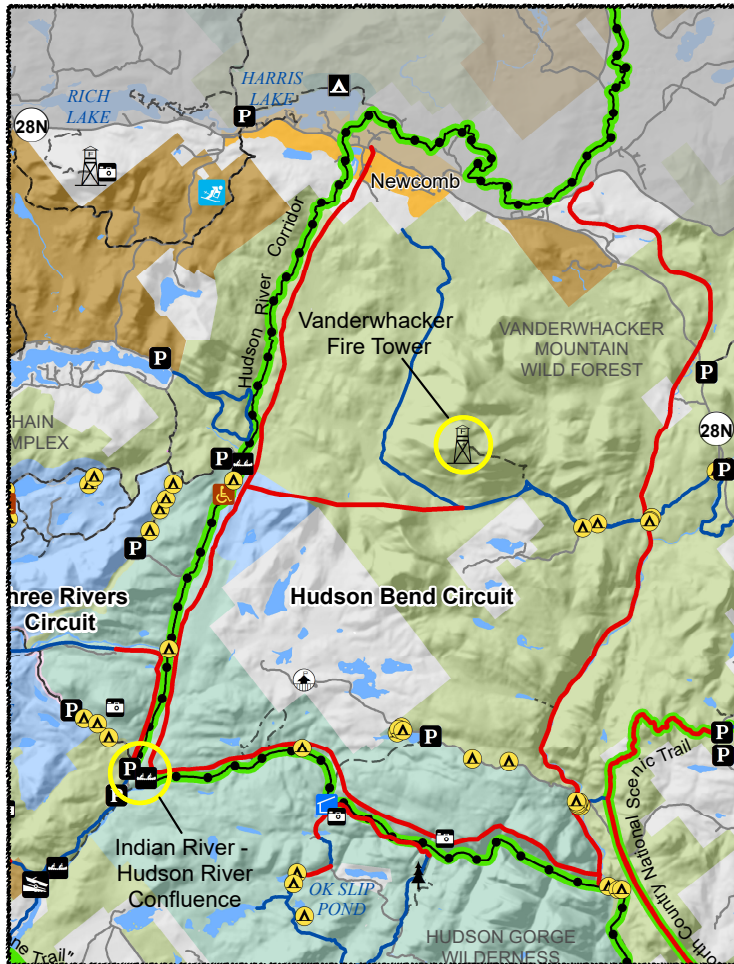 RICH
LAKE
HARRIS
LAKE
P
28N
F
Newcomb
Hudson River Corridor
Vanderwhacker
Fire Tower
VANDERWHACKER
MOUNTAIN
WILD FOREST
P
P
28N
F
HAIN
MPLEX
P
P
P
hree Rivers
Circuit
Hudson Bend Circuit
P
P
P
P
P
P
Indian River -
Hudson River
Confluence
OK SLIP
POND
HUDSON GORGE
WILDERNESS
orth Country National Scenic Trail
ne Trail"